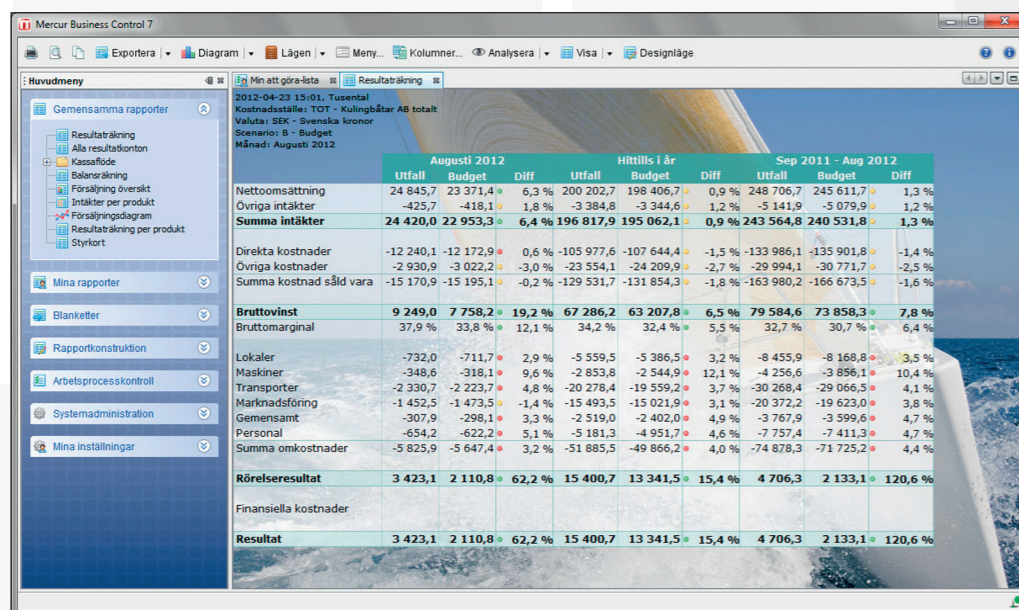 Mercur Business Control 7
Exportera Diagram Lägen Meny... Kolumner... Analysera Visa Designläge
Huvudmeny
Min att göra-lista Resultaträkning
Gemensamma rapporter
Resultaträkning
Alla resultatkonton
Kassaflöde
Balansräkning
Försäljning översikt
Intäkter per produkt
Försäljningsdiagram
Resultaträkning per produkt
Styrkort
Mina rapporter
Blanketter
Rapportkonstruktion
Arbetsprocesskontroll
Systemadministration
Mina inställningar
2012-04-23 15:01, Tusental
Kostnadsställe: TOT - Kulingbåtar AB totalt
Valuta: SEK - Svenska kronor
Scenario: B - Budget
Månad: Augusti 2012
Augusti 2012 Hittills i år Sep 2011 - Aug 2012
Utfall Budget Diff Utfall Budget Diff Utfall Budget Diff
Nettoomsättning 24 845,7 23 371,4 6,3 % 200 202,7 198 406,7 0,9 % 248 706,7 245 611,7 1,3 %
Övriga intäkter -425,7 -418,1 1,8 % -3 384,8 -3 344,6 1,2 % -5 141,9 -5 079,9 1,2 %
Summa intäkter 24 420,0 22 953,3 6,4 % 196 817,9 195 062,1 0,9 % 243 564,8 240 531,8 1,3 %
Direkta kostnader -12 240,1 -12 172,9 0,6 % -105 977,6 -107 644,4 -1,5 % -133 986,1 -135 901,8 -1,4 %
Övriga kostnader -2 930,9 -3 022,2 -3,0 % -23 554,1 -24 209,9 -2,7 % -29 994,1 -30 771,7 -2,5 %
Summa kostnad såld vara -15 170,9 -15 195,1 -0,2 % -129 531,7 -131 854,3 -1,8 % -163 980,2 -166 673,5 -1,6 %
Bruttovinst 9 249,0 7 758,2 19,2 % 67 286,2 63 207,8 6,5 % 79 584,6 73 858,3 7,8 %
Bruttomarginal 37,9 % 33,8 % 12,1 % 34,2 % 32,4 % 5,5 % 32,7 % 30,7 % 6,4 %
Lokaler -732,0 -711,7 2,9 % -5 559,5 -5 386,5 3,2 % -8 455,9 -8 168,8 3,5 %
Maskiner -348,6 -318,1 9,6 % -2 853,8 -2 544,9 12,1 % -4 256,6 -3 856,1 10,4 %
Transporter -2 330,7 -2 223,7 4,8 % -20 278,4 -19 559,2 3,7 % -30 268,4 -29 066,5 4,1 %
Marknadsföring -1 452,5 -1 473,5 -1,4 % -15 493,5 -15 021,9 3,1 % -20 372,2 -19 623,0 3,8 %
Gemensamt -307,9 -298,1 3,3 % -2 519,0 -2 402,0 4,9 % -3 767,9 -3 599,6 4,7 %
Personal -654,2 -622,2 5,1 % -5 181,3 -4 951,7 4,6 % -7 757,4 -7 411,3 4,7 %
Summa omkostnader -5 825,9 -5 647,4 3,2 % -51 885,5 -49 866,2 4,0 % -74 878,3 -71 725,2 4,4 %
Rörelseresultat 3 423,1 2 110,8 62,2 % 15 400,7 13 341,5 15,4 % 4 706,3 2 133,1 120,6 %
Finansiella kostnader
Resultat 3 423,1 2 110,8 62,2 % 15 400,7 13 341,5 15,4 % 4 706,3 2 133,1 120,6 %